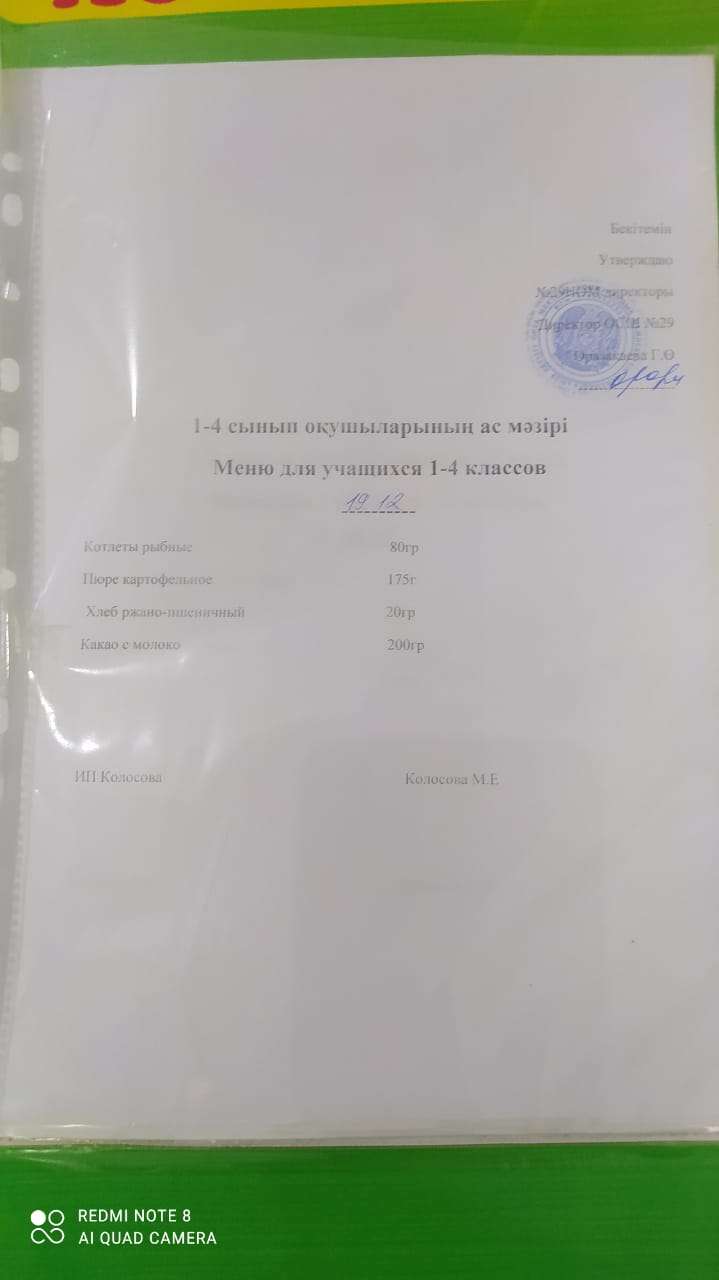 Бекітемін
Утверждаю
директоры
Директор №29
Г.Ө
1-4 сынып оқушыларының ас мәзірі
Меню для учащихся 1-4 классов
19 12
Котлеты рыбные 80гр
Пюре картофельное 175г
Хлеб ржано-пшеничный 20гр
Какао с молоко 200гр
ИП Колосова Колосова М.Е
REDMI NOTE 8
AI QUAD CAMERA